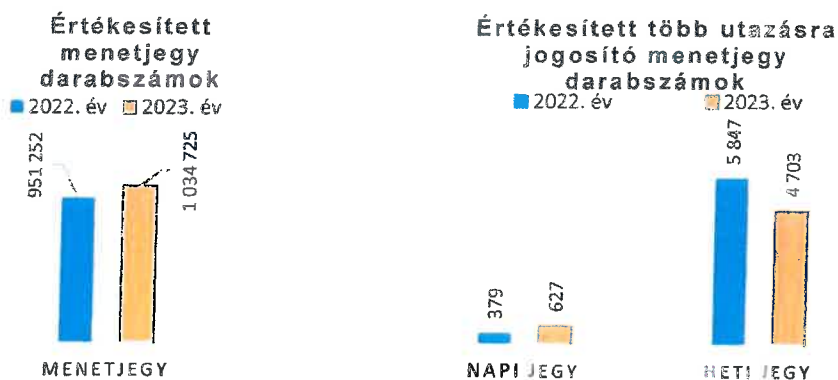 Értékesített
menetjegy
darabszámok
2022. év 2023. év
951 252
1 034 725
MENETJEGY
Értékesített több utazásra
jogosító menetjegy
darabszámok
2022. év 2023. év
379
627
5 847
4 703
NAPI JEGY
HETI JEGY